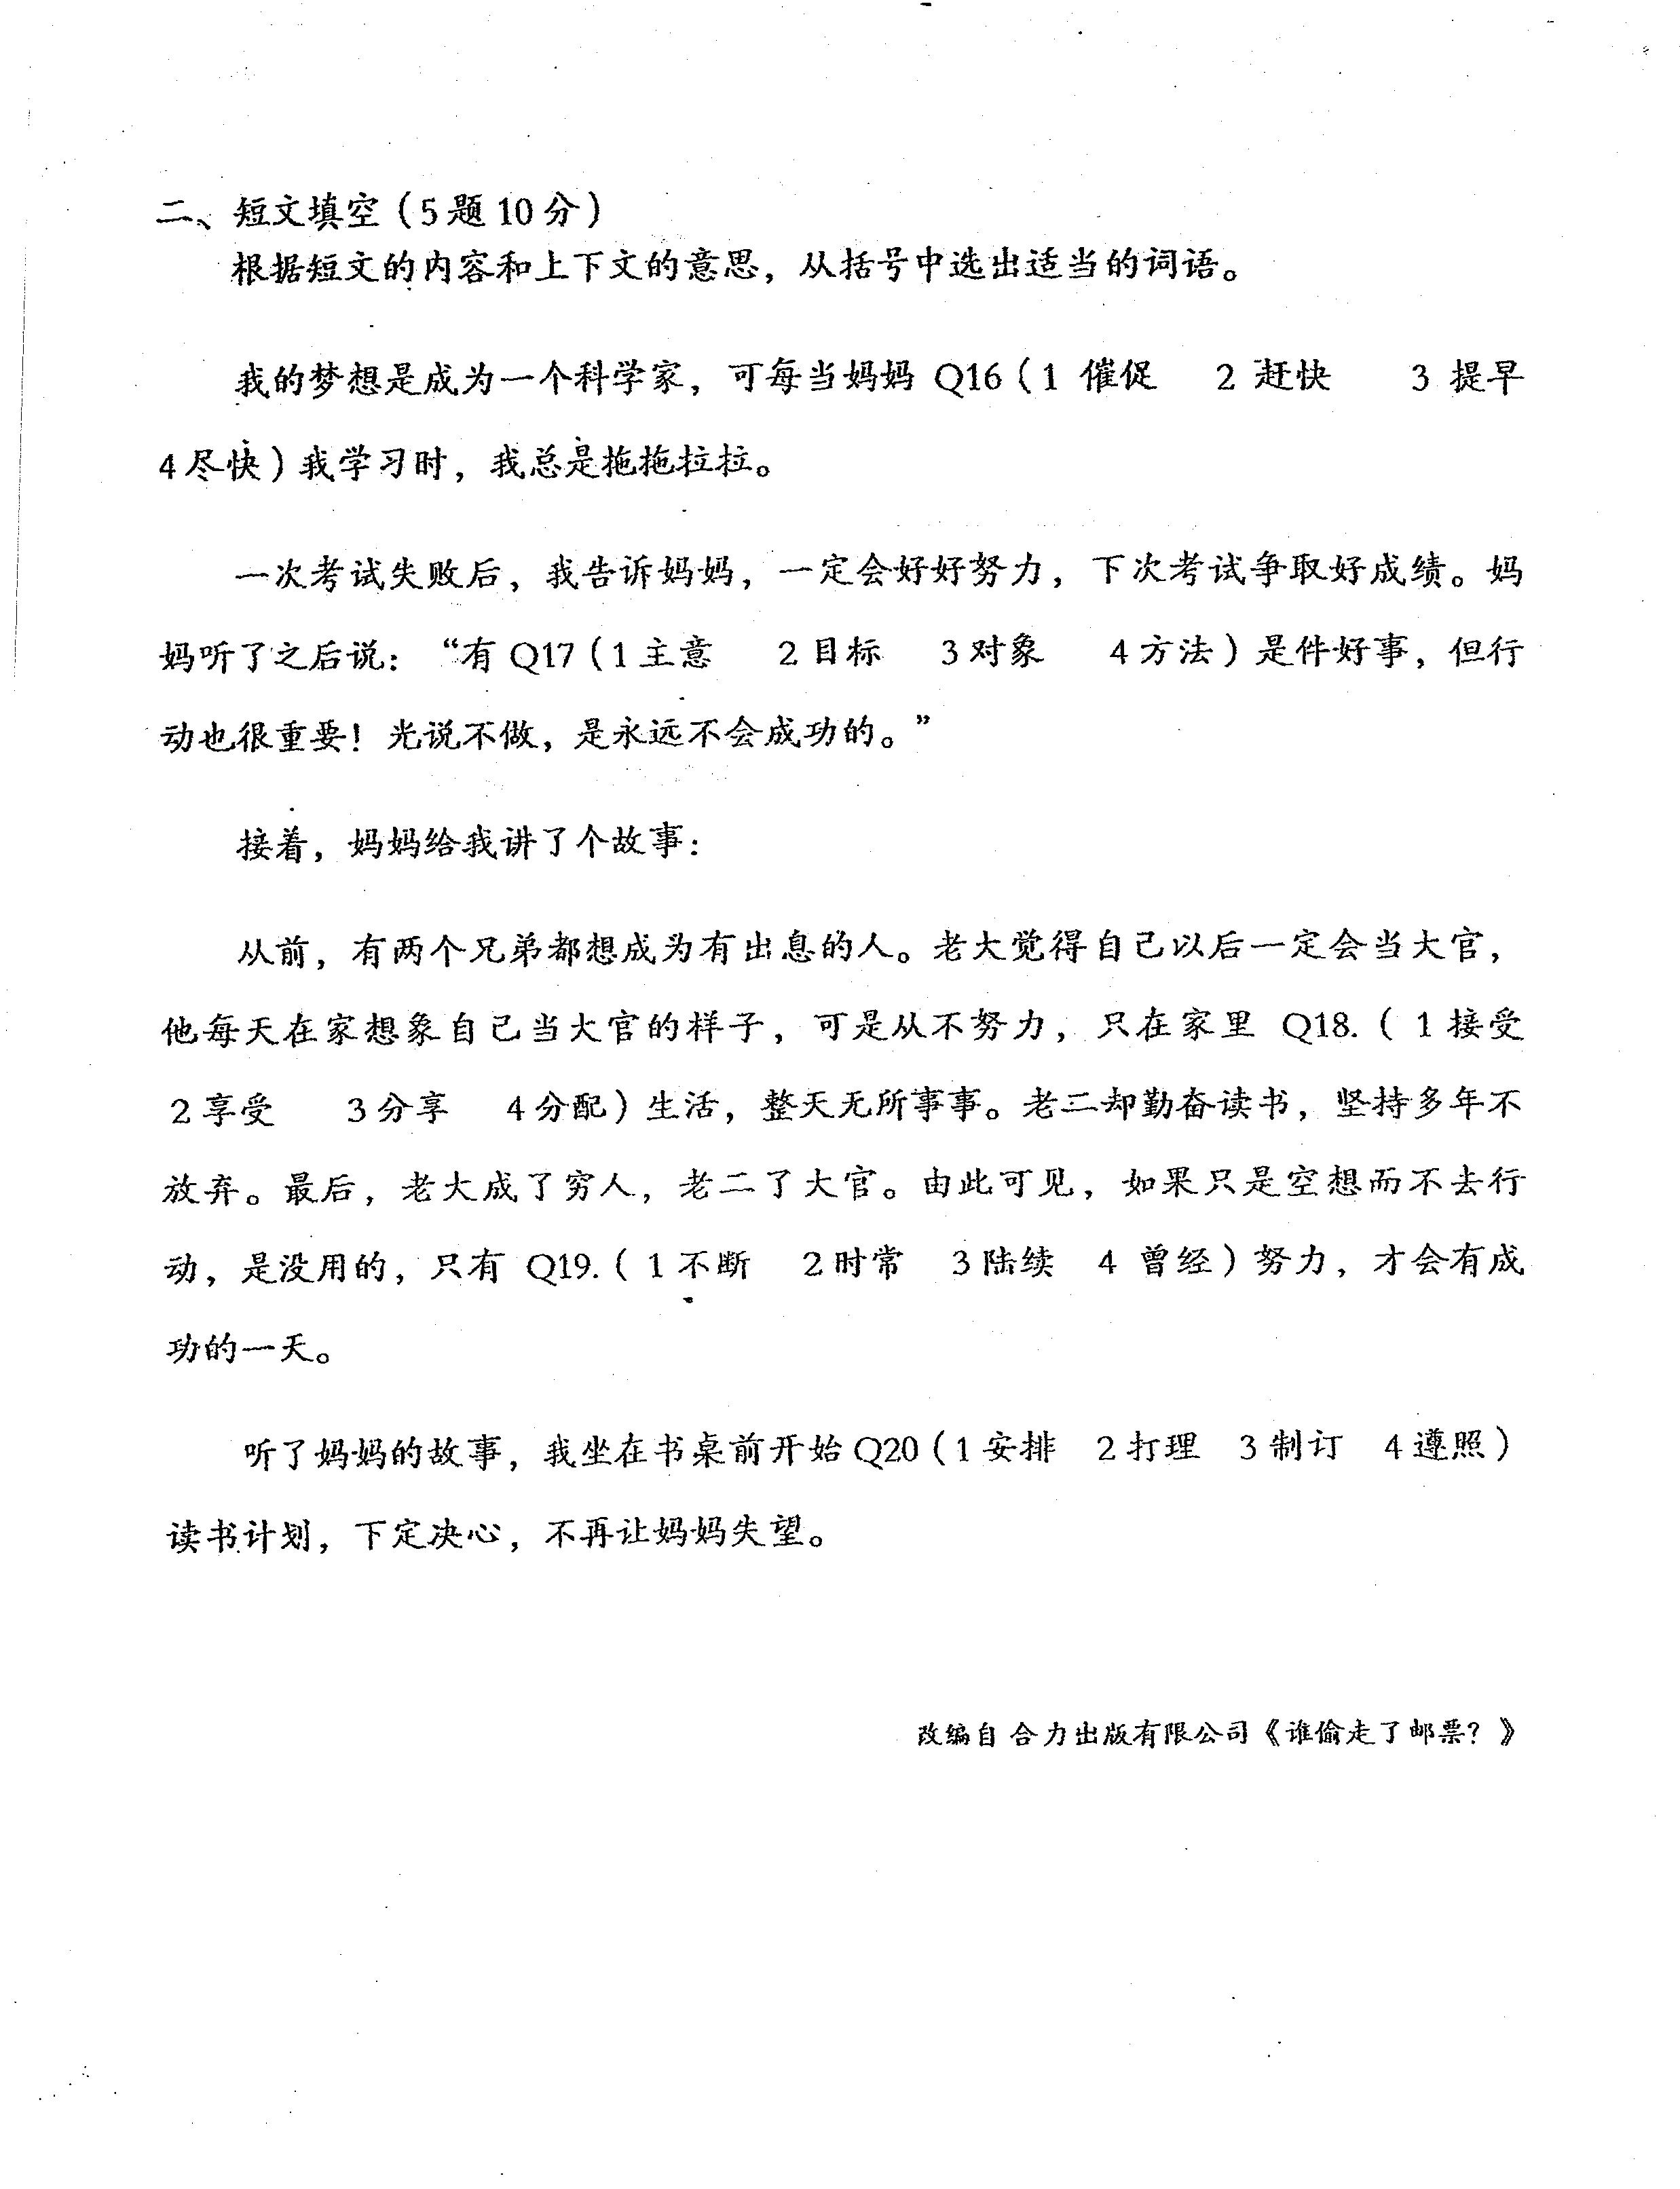 二、短文填空（5题10分）
根据短文的内容和上下文的意思，从括号中选出适当的词语。
我的梦想是成为一个科学家，可每当妈妈 Q16（1 催促 2 赶快 3 提早
4尽快）我学习时，我总是拖拖拉拉。
一次考试失败后，我告诉妈妈，一定会好好努力，下次考试争取好成绩。妈
妈听了之后说：“有Q17（1主意 2目标 3对象 4方法）是件好事，但行
动也很重要！光说不做，是永远不会成功的。”
接着，妈妈给我讲了个故事：
从前，有两个兄弟都想成为有出息的人。老大觉得自己以后一定会当大官，
他每天在家想象自己当大官的样子，可是从不努力，只在家里 Q18.（1接受
2享受 3分享 4分配）生活，整天无所事事。老二却勤奋读书，坚持多年不
放弃。最后，老大成了穷人，老二了大官。由此可见，如果只是空想而不去行
动，是没用的，只有 Q19.（1不断 2时常 3陆续 4 曾经）努力，才会有成
功的一天。
听了妈妈的故事，我坐在书桌前开始Q20（1安排 2打理 3制订 4遵照）
读书计划，下定决心，不再让妈妈失望。
改编自 合力出版有限公司《谁偷走了邮票？》